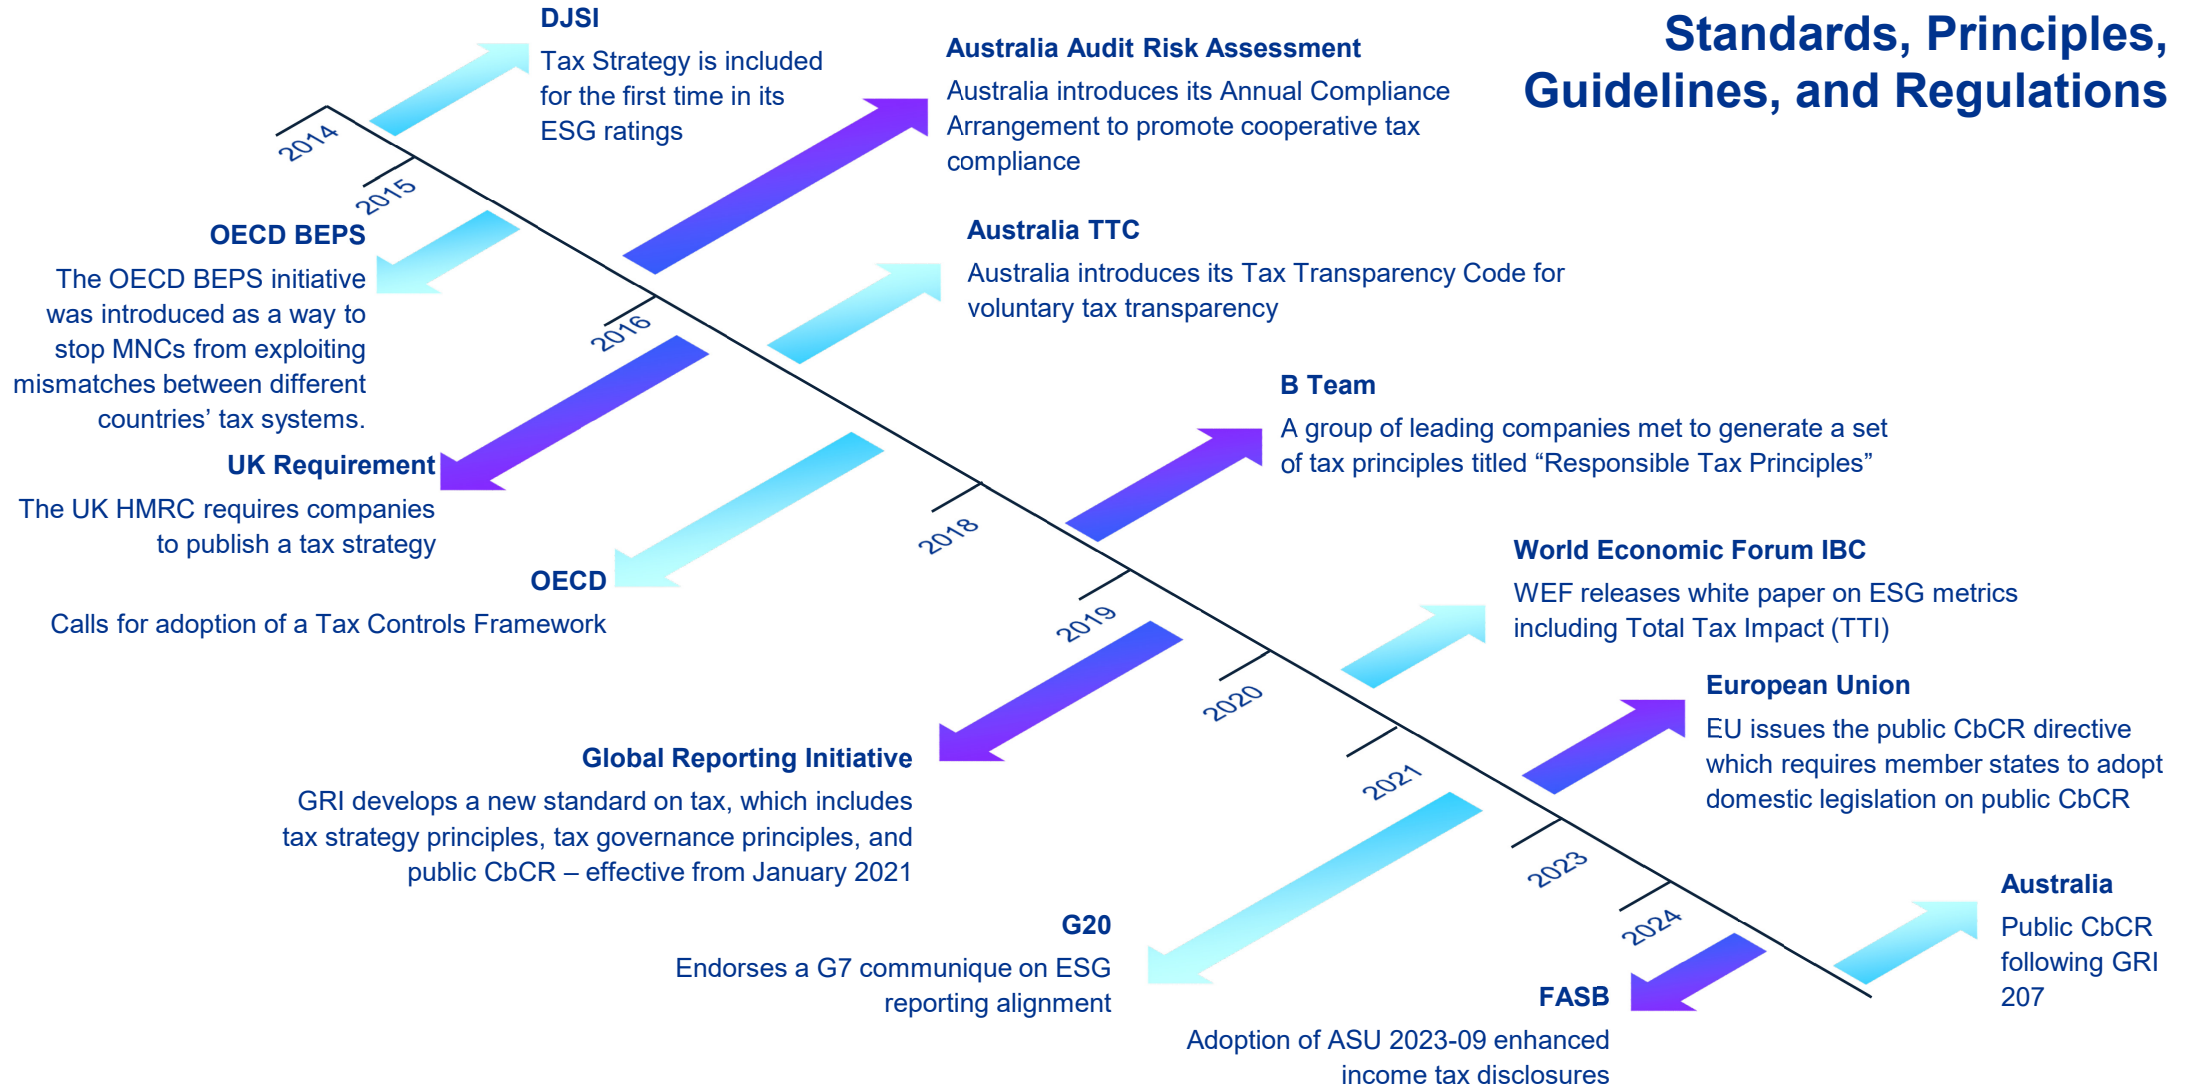 Standards, Principles,
Guidelines, and Regulations
DJSI
Tax Strategy is included
for the first time in its
ESG ratings
Australia Audit Risk Assessment
Australia introduces its Annual Compliance
Arrangement to promote cooperative tax
compliance
2014
2015
OECD BEPS
The OECD BEPS initiative
was introduced as a way to
stop MNCs from exploiting
mismatches between different
countries’ tax systems.
Australia TTC
Australia introduces its Tax Transparency Code for
voluntary tax transparency
2016
UK Requirement
The UK HMRC requires companies
to publish a tax strategy
OECD
Calls for adoption of a Tax Controls Framework
B Team
A group of leading companies met to generate a set
of tax principles titled “Responsible Tax Principles”
2018
2019
World Economic Forum IBC
WEF releases white paper on ESG metrics
including Total Tax Impact (TTI)
2020
Global Reporting Initiative
GRI develops a new standard on tax, which includes
tax strategy principles, tax governance principles, and
public CbCR – effective from January 2021
European Union
EU issues the public CbCR directive
which requires member states to adopt
domestic legislation on public CbCR
2021
G20
Endorses a G7 communique on ESG
reporting alignment
2023
2024
Australia
Public CbCR
following GRI
207
FASB
Adoption of ASU 2023-09 enhanced
income tax disclosures